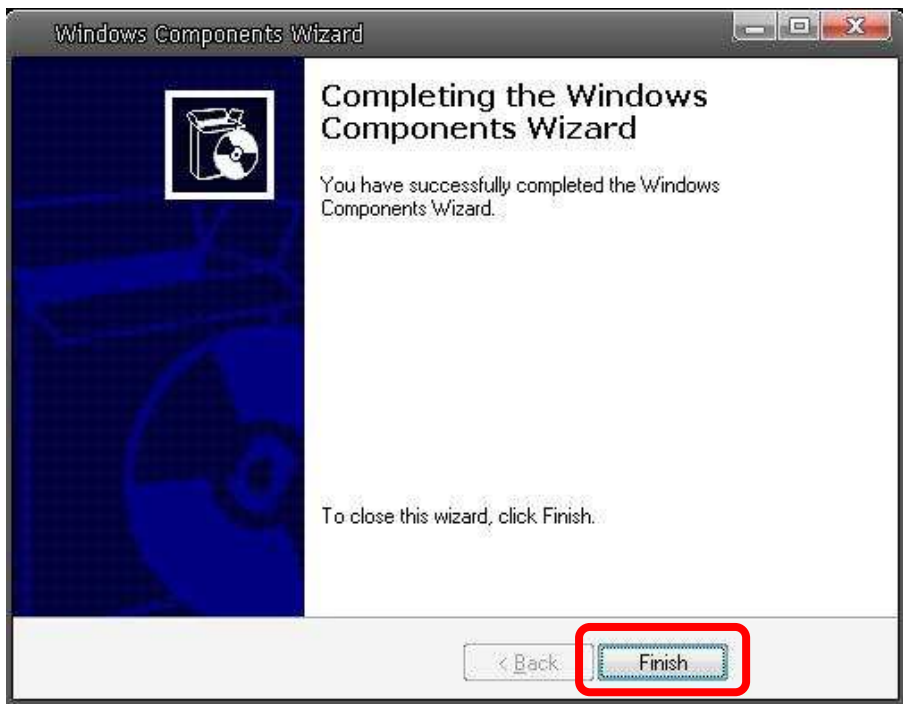 Windows Components Wizard
Completing the Windows
Components Wizard
You have successfully completed the Windows
Components Wizard.
To close this wizard, click Finish.
< Back
Finish